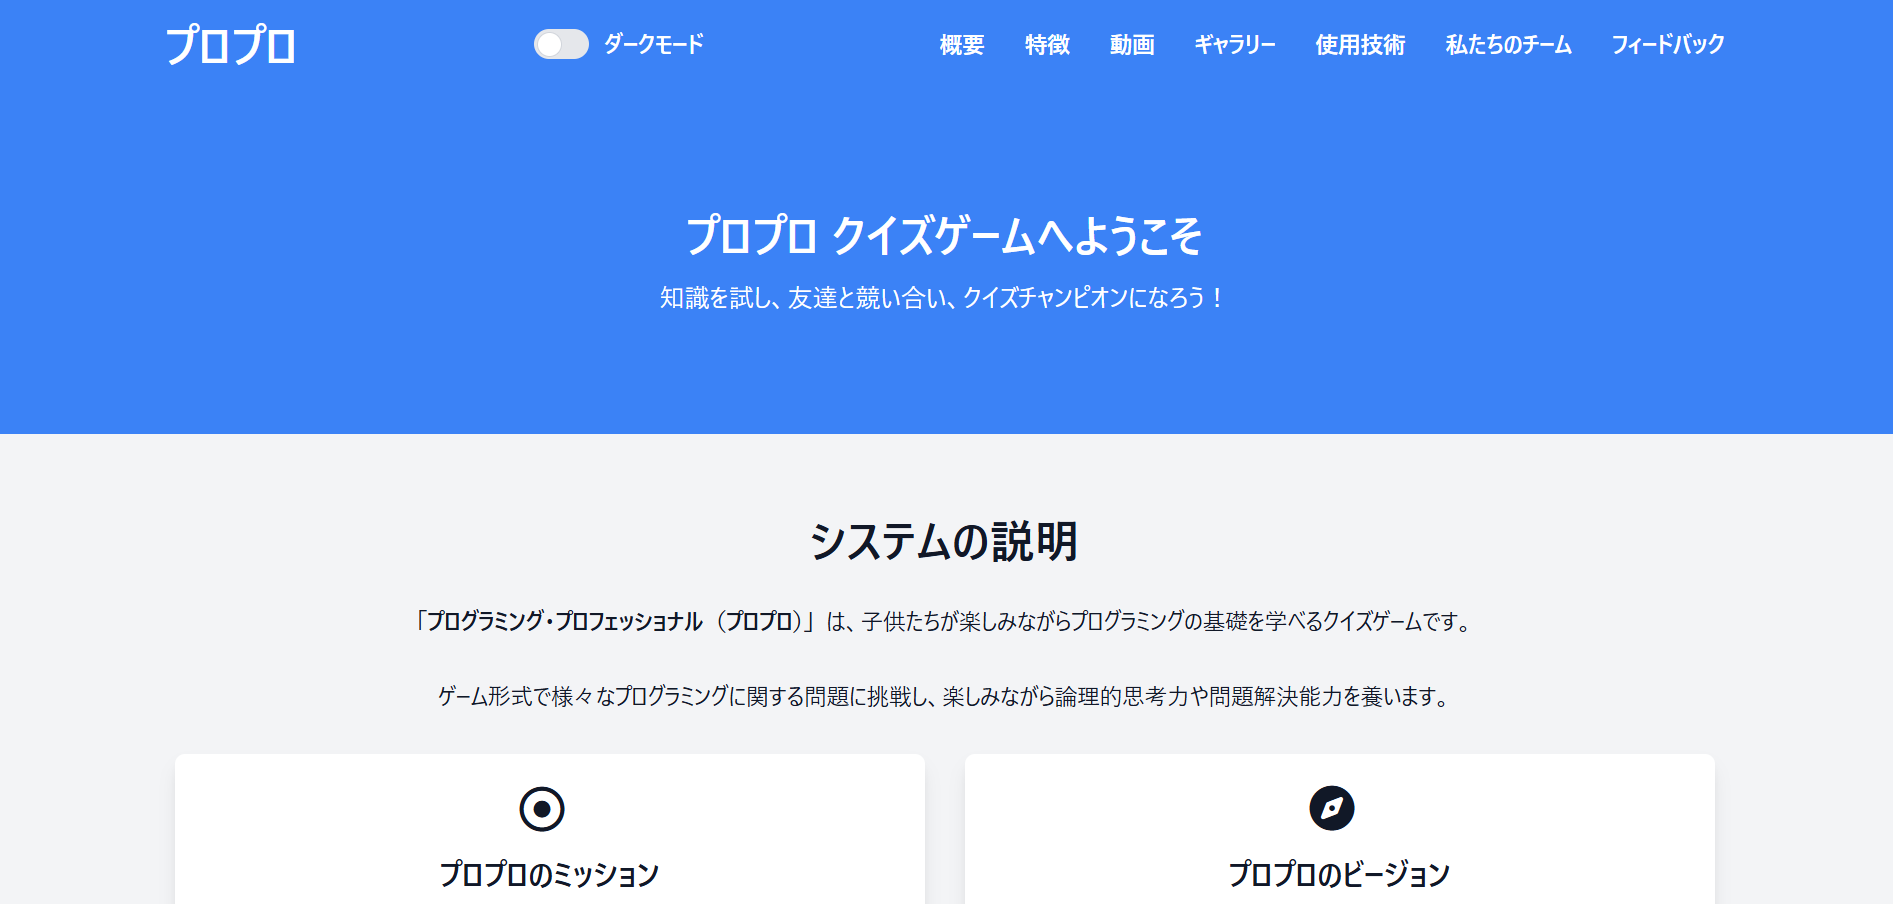 プロプロ
ダークモード
概要 特徴 動画 ギャラリー 使用技術 私たちのチーム フィードバック
プロプロ クイズゲームへようこそ
知識を試し、友達と競い合い、クイズチャンピオンになろう！
システムの説明
「プログラミング・プロフェッショナル（プロプロ）」は、子供たちが楽しみながらプログラミングの基礎を学べるクイズゲームです。
ゲーム形式で様々なプログラミングに関する問題に挑戦し、楽しみながら論理的思考力や問題解決能力を養います。
プロプロのミッション
プロプロのビージョン